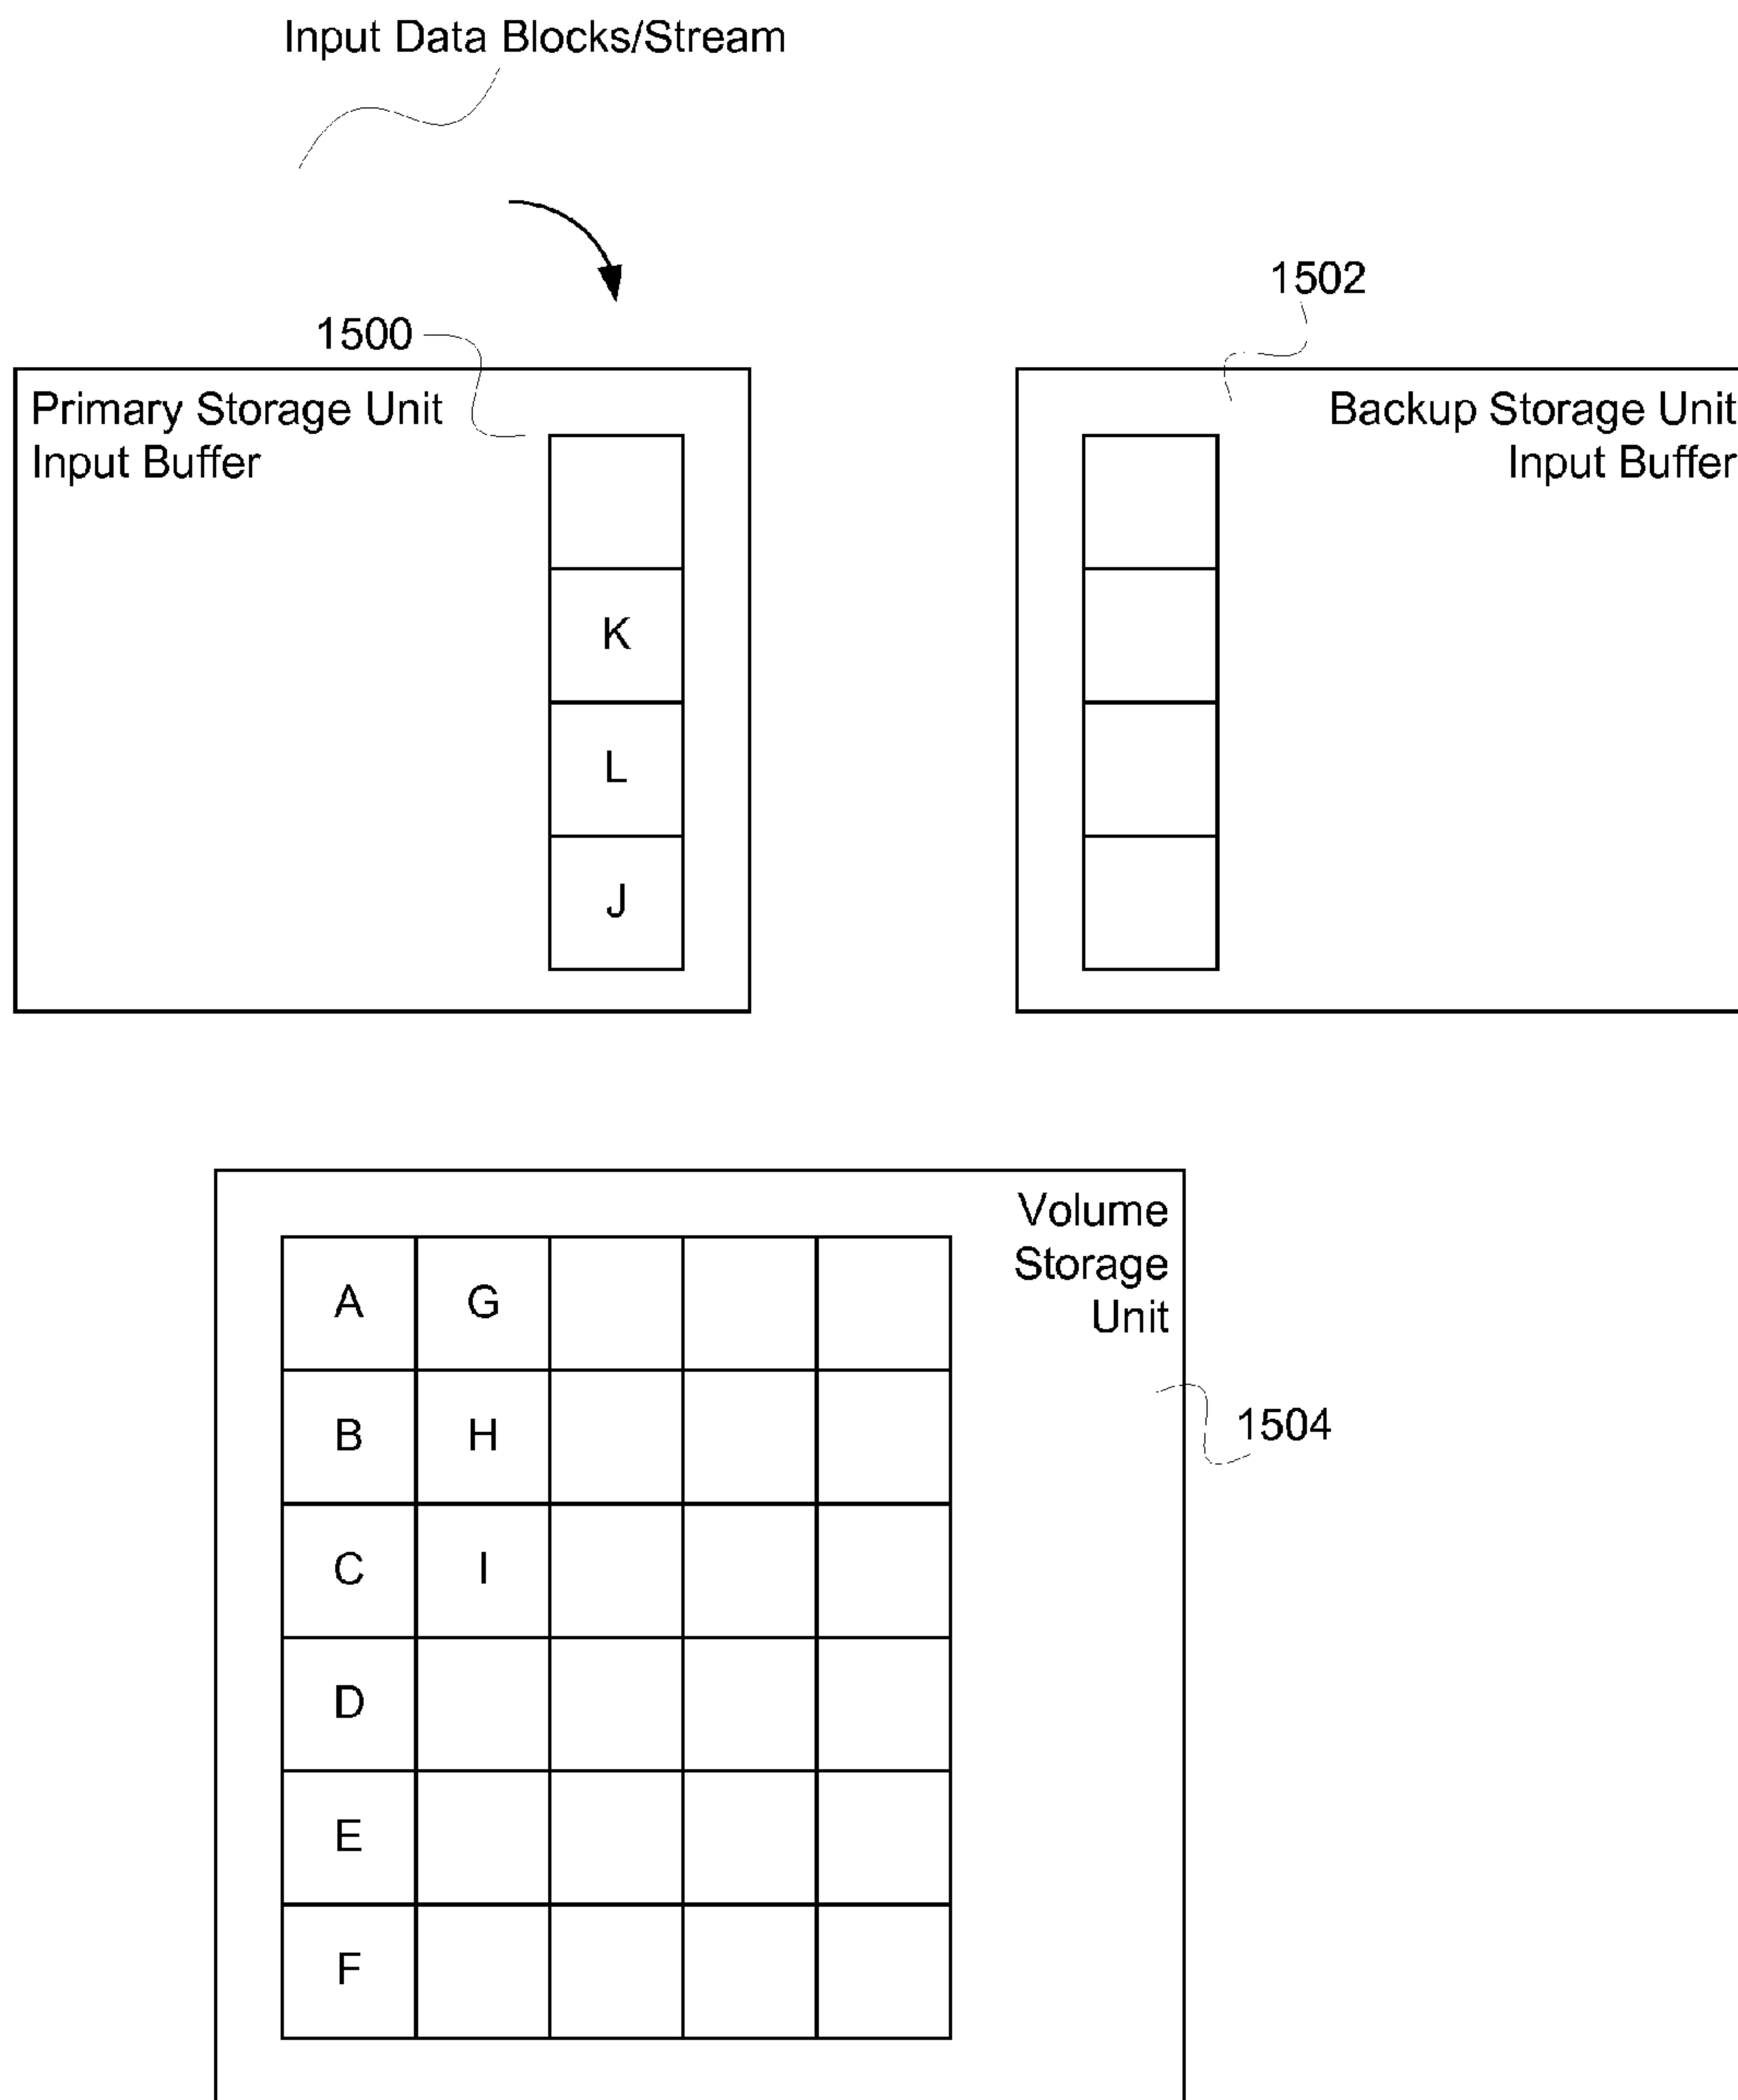 Input Data Blocks/Stream
1500
1502
Primary Storage Unit
Input Buffer
K
L
J
Backup Storage Unit
Input Buffer
Volume
Storage
Unit
1504
A G
B H
C I
D
E
F